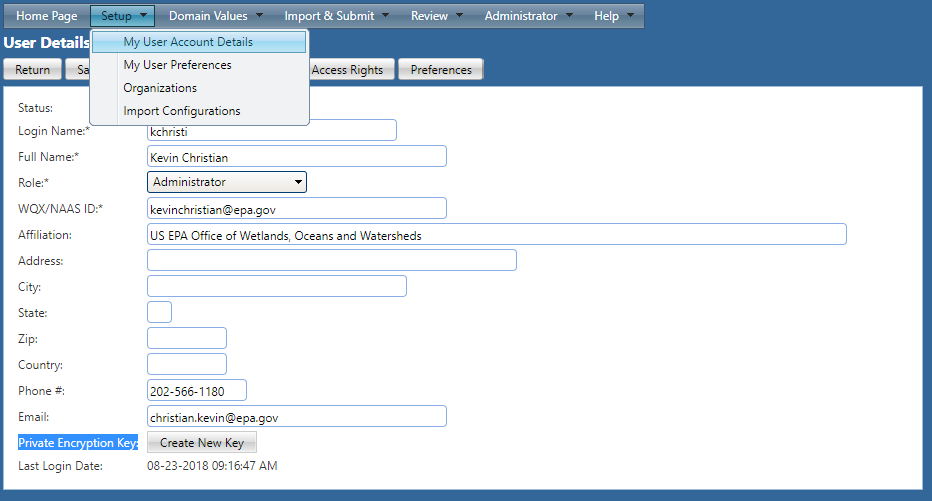 Home Page Setup Domain Values Import & Submit Review Administrator Help
User Details
My User Account Details
My User Preferences
Organizations
Import Configurations
Return Sa Access Rights Preferences
Status:
Login Name:* kchristi
Full Name:* Kevin Christian
Role:* Administrator
WQX/NAAS ID:* kevinchristian@epa.gov
Affiliation: US EPA Office of Wetlands, Oceans and Watersheds
Address:
City:
State:
Zip:
Country:
Phone #: 202-566-1180
Email: christian.kevin@epa.gov
Private Encryption Key: Create New Key
Last Login Date: 08-23-2018 09:16:47 AM